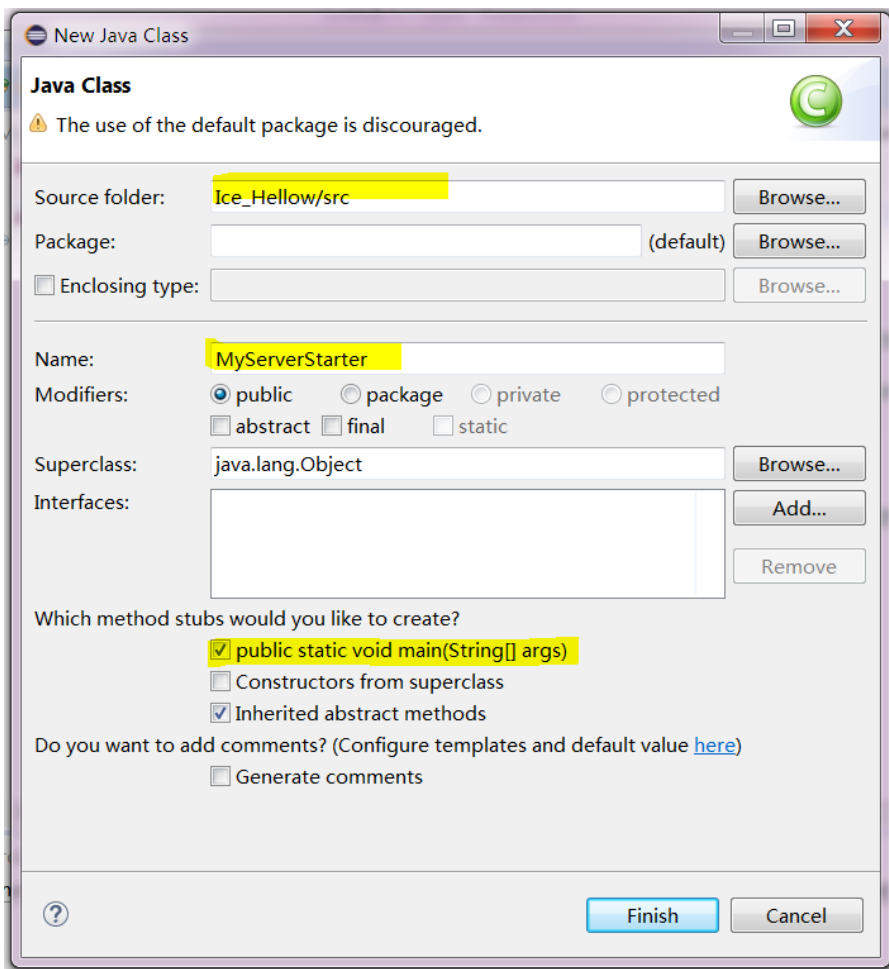 New Java Class
Java Class
The use of the default package is discouraged.
Source folder: Ice_Hellow/src Browse...
Package: (default) Browse...
Enclosing type: Browse...
Name: MyServerStarter
Modifiers: public package private protected
abstract final static
Superclass: java.lang.Object Browse...
Interfaces: Add...
Remove
Which method stubs would you like to create?
public static void main(String[] args)
Constructors from superclass
Inherited abstract methods
Do you want to add comments? (Configure templates and default value here)
Generate comments
? Finish Cancel